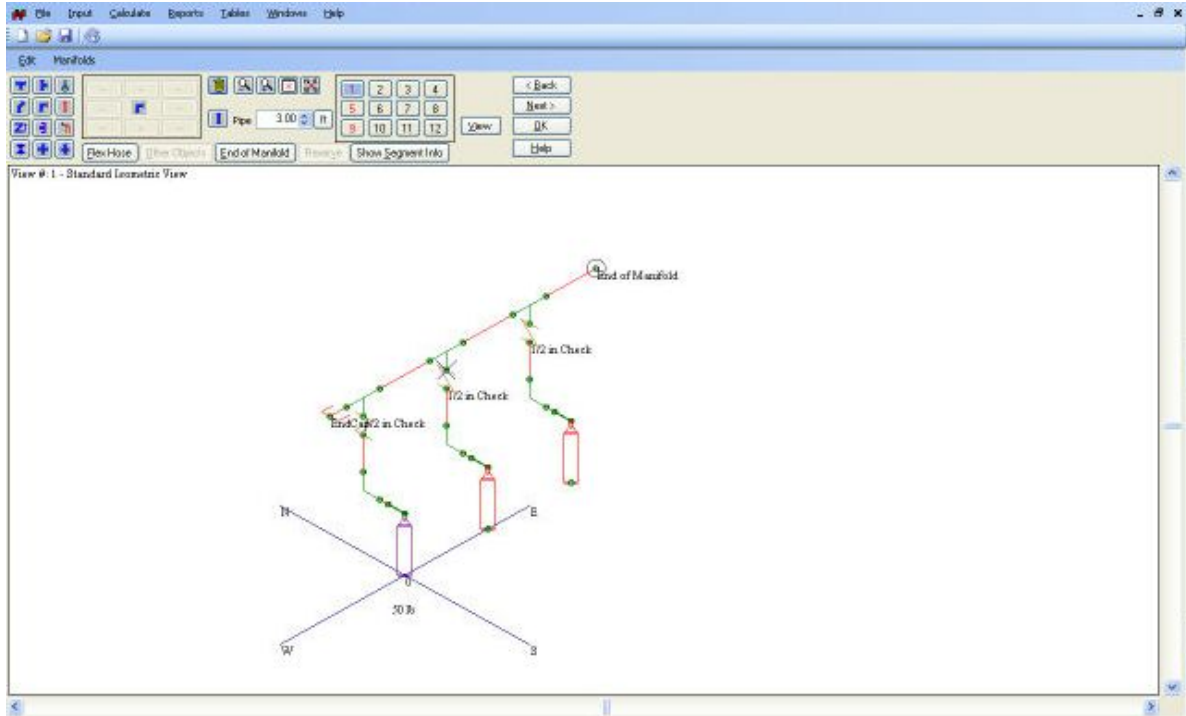 File Input Calculate Reports Tables Windows Help
Edit Manifolds
Pipe 3.00 ft
1 2 3 4
5 6 7 8
9 10 11 12
View
< Back
Next >
OK
Help
Flex Hose Other Objects End of Manifold Reverse Show Segment Info
View #: 1 - Standard Isometric View
End of Manifold
1/2 in Check
1/2 in Check
EndCa 1/2 in Check
N
E
0
50 lb
W
S